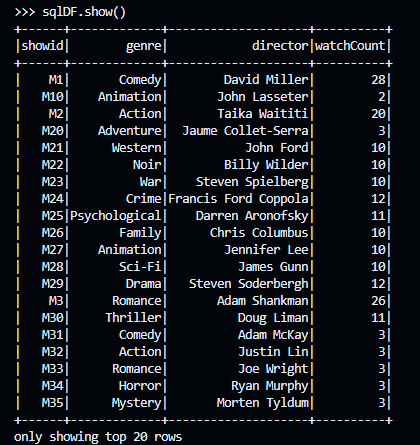 >>> sqlDF.show()
+------+-------------+--------------------+----------+
|showid|        genre|            director|watchCount|
+------+-------------+--------------------+----------+
|    M1|       Comedy|        David Miller|        28|
|   M10|    Animation|       John Lasseter|         2|
|    M2|       Action|       Taika Waititi|        20|
|   M20|    Adventure|  Jaume Collet-Serra|         3|
|   M21|      Western|           John Ford|        10|
|   M22|         Noir|        Billy Wilder|        10|
|   M23|          War|    Steven Spielberg|        10|
|   M24|        Crime|Francis Ford Coppola|        12|
|   M25|Psychological|    Darren Aronofsky|        11|
|   M26|       Family|      Chris Columbus|        10|
|   M27|    Animation|        Jennifer Lee|        10|
|   M28|       Sci-Fi|          James Gunn|        10|
|   M29|        Drama|   Steven Soderbergh|        12|
|    M3|      Romance|       Adam Shankman|        26|
|   M30|     Thriller|          Doug Liman|        11|
|   M31|       Comedy|          Adam McKay|         3|
|   M32|       Action|          Justin Lin|         3|
|   M33|      Romance|          Joe Wright|         3|
|   M34|       Horror|         Ryan Murphy|         3|
|   M35|      Mystery|       Morten Tyldum|         3|
+------+-------------+--------------------+----------+
only showing top 20 rows